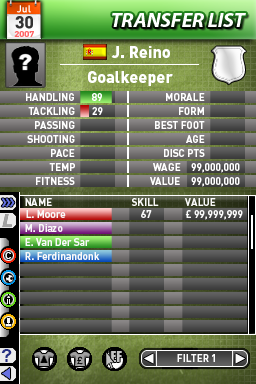 Jul
30
2007
TRANSFER LIST
?
J. Reino
Goalkeeper
HANDLING 89 MORALE
TACKLING 29 FORM
PASSING BEST FOOT
SHOOTING AGE
PACE DISC PTS
TEMP WAGE 99,000,000
FITNESS VALUE 99,000,000
NAME SKILL VALUE
L. Moore 67 £ 99,999,999
M. Diazo
E. Van Der Sar
R. Ferdinandonk
L
C
?
£
FILTER 1